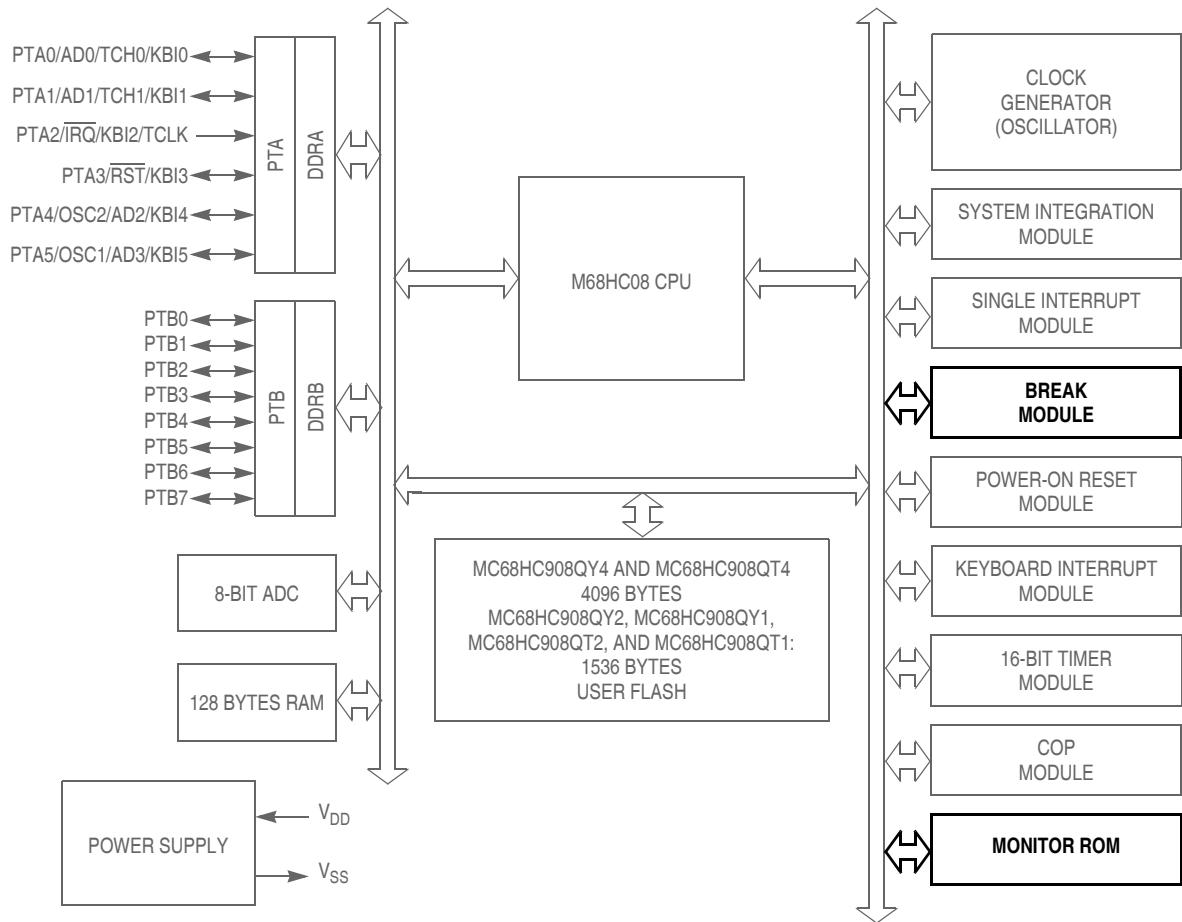 PTA0/AD0/TCH0/KBI0
PTA1/AD1/TCH1/KBI1
PTA2/IRQ/KBI2/TCLK
PTA3/RST/KBI3
PTA4/OSC2/AD2/KBI4
PTA5/OSC1/AD3/KBI5
PTA
DDRA
PTB0
PTB1
PTB2
PTB3
PTB4
PTB5
PTB6
PTB7
PTB
DDRB
8-BIT ADC
128 BYTES RAM
POWER SUPPLY
VDD
VSS
M68HC08 CPU
MC68HC908QY4 AND MC68HC908QT4
4096 BYTES
MC68HC908QY2, MC68HC908QY1,
MC68HC908QT2, AND MC68HC908QT1:
1536 BYTES
USER FLASH
CLOCK
GENERATOR
(OSCILLATOR)
SYSTEM INTEGRATION
MODULE
SINGLE INTERRUPT
MODULE
BREAK
MODULE
POWER-ON RESET
MODULE
KEYBOARD INTERRUPT
MODULE
16-BIT TIMER
MODULE
COP
MODULE
MONITOR ROM